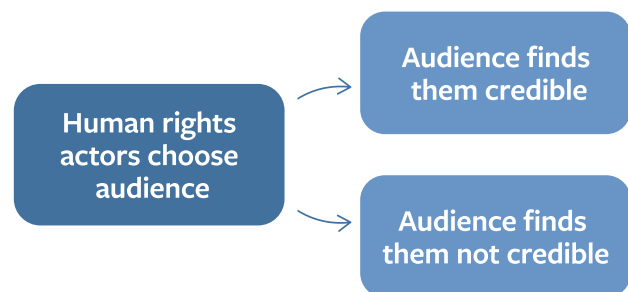 Human rights
actors choose
audience
Audience finds
them credible
Audience finds
them not credible